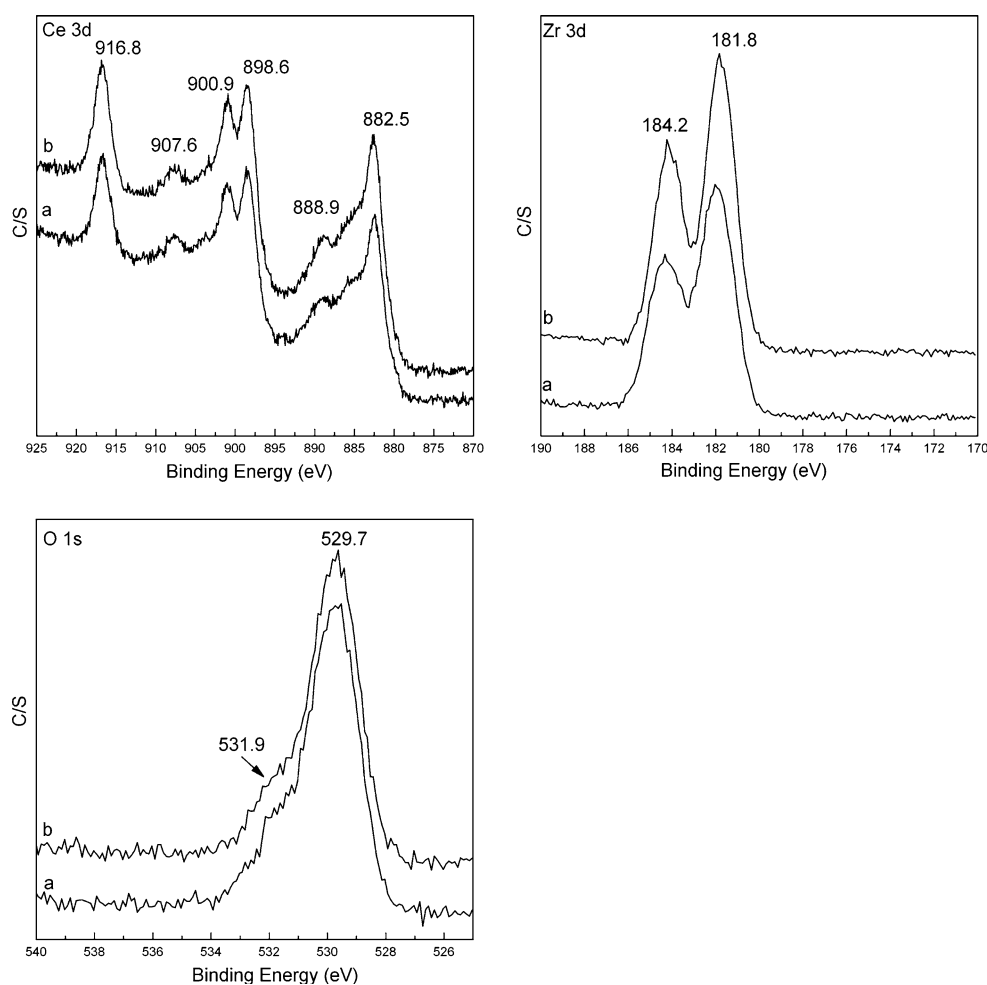 Ce 3d
916.8
900.9
898.6
907.6
882.5
888.9
b
a
C/S
925 920 915 910 905 900 895 890 885 880 875 870
Binding Energy (eV)
Zr 3d
181.8
184.2
b
a
C/S
190 188 186 184 182 180 178 176 174 172 170
Binding Energy (eV)
O 1s
529.7
531.9
b
a
C/S
540 538 536 534 532 530 528 526
Binding Energy (eV)